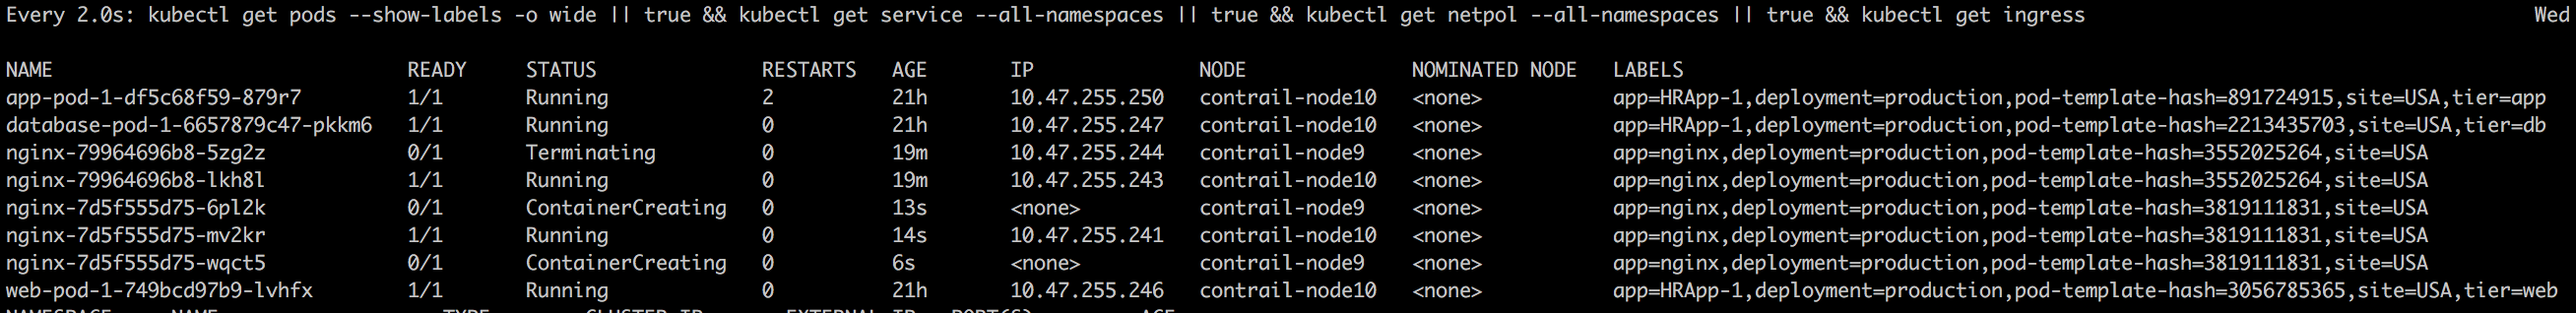 Every 2.0s: kubectl get pods --show-labels -o wide || true && kubectl get service --all-namespaces || true && kubectl get netpol --all-namespaces || true && kubectl get ingress Wed
NAME READY STATUS RESTARTS AGE IP NODE NOMINATED NODE LABELS
app-pod-1-df5c68f59-879r7 1/1 Running 2 21h 10.47.255.250 contrail-node10 <none> app=HRApp-1,deployment=production,pod-template-hash=891724915,site=USA,tier=app
database-pod-1-6657879c47-pkkm6 1/1 Running 0 21h 10.47.255.247 contrail-node10 <none> app=HRApp-1,deployment=production,pod-template-hash=2213435703,site=USA,tier=db
nginx-79964696b8-5zg2z 0/1 Terminating 0 19m 10.47.255.244 contrail-node9 <none> app=nginx,deployment=production,pod-template-hash=3552025264,site=USA
nginx-79964696b8-lkh8l 1/1 Running 0 19m 10.47.255.243 contrail-node10 <none> app=nginx,deployment=production,pod-template-hash=3552025264,site=USA
nginx-7d5f555d75-6pl2k 0/1 ContainerCreating 0 13s <none> contrail-node9 <none> app=nginx,deployment=production,pod-template-hash=3819111831,site=USA
nginx-7d5f555d75-mv2kr 1/1 Running 0 14s 10.47.255.241 contrail-node10 <none> app=nginx,deployment=production,pod-template-hash=3819111831,site=USA
nginx-7d5f555d75-wqct5 0/1 ContainerCreating 0 6s <none> contrail-node9 <none> app=nginx,deployment=production,pod-template-hash=3819111831,site=USA
web-pod-1-749bcd97b9-lvhfx 1/1 Running 0 21h 10.47.255.246 contrail-node10 <none> app=HRApp-1,deployment=production,pod-template-hash=3056785365,site=USA,tier=web
NAMESPACE NAME TYPE CLUSTER-IP EXTERNAL-IP PORT(S) AGE